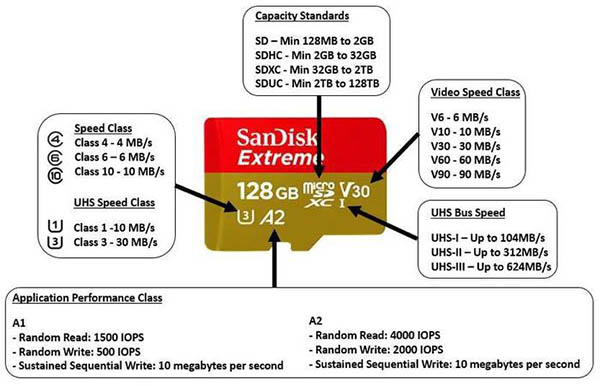 Capacity Standards
SD – Min 128MB to 2GB
SDHC - Min 2GB to 32GB
SDXC - Min 32GB to 2TB
SDUC - Min 2TB to 128TB
Speed Class
4 Class 4 - 4 MB/s
6 Class 6 – 6 MB/s
10 Class 10 - 10 MB/s
UHS Speed Class
1 Class 1 -10 MB/s
3 Class 3 - 30 MB/s
SanDisk
Extreme
128 GB micro SD XC I V30
3 A2
Video Speed Class
V6 - 6 MB/s
V10 - 10 MB/s
V30 - 30 MB/s
V60 - 60 MB/s
V90 - 90 MB/s
UHS Bus Speed
UHS-I – Up to 104MB/s
UHS-II – Up to 312MB/s
UHS-III – Up to 624MB/s
Application Performance Class
A1
- Random Read: 1500 IOPS
- Random Write: 500 IOPS
- Sustained Sequential Write: 10 megabytes per second
A2
- Random Read: 4000 IOPS
- Random Write: 2000 IOPS
- Sustained Sequential Write: 10 megabytes per second